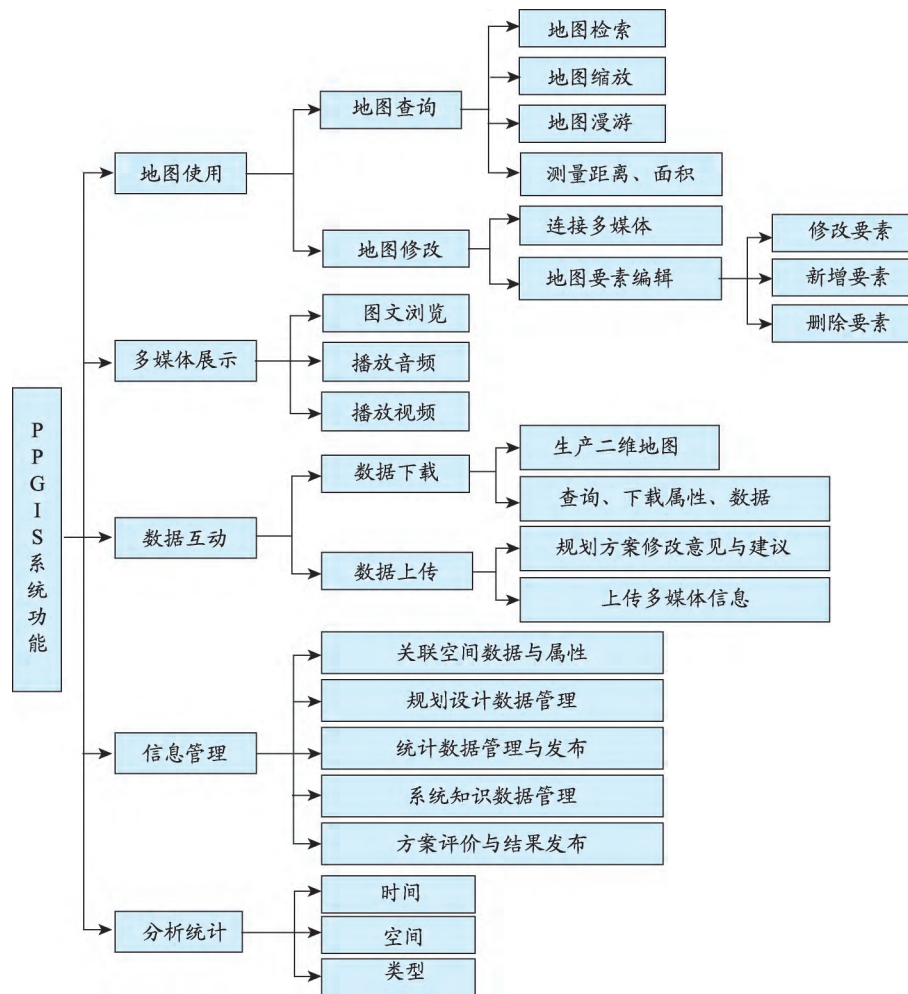 PPGIS系统功能
地图使用
地图查询
地图检索
地图缩放
地图漫游
测量距离、面积
地图修改
连接多媒体
地图要素编辑
修改要素
新增要素
删除要素
多媒体展示
图文浏览
播放音频
播放视频
数据互动
数据下载
生产二维地图
查询、下载属性、数据
数据上传
规划方案修改意见与建议
上传多媒体信息
信息管理
关联空间数据与属性
规划设计数据管理
统计数据管理与发布
系统知识数据管理
方案评价与结果发布
分析统计
时间
空间
类型